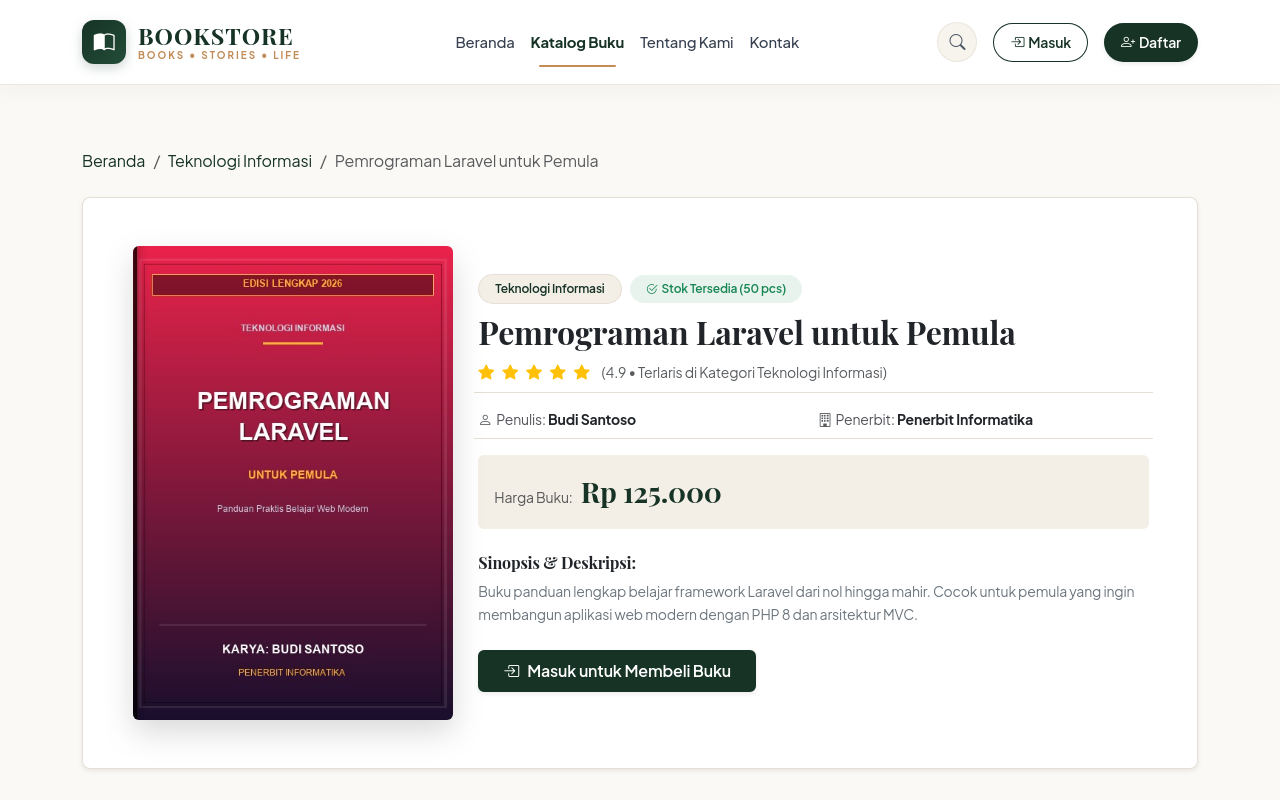 BOOKSTORE
BOOKS • STORIES • LIFE
Beranda
Katalog Buku
Tentang Kami
Kontak
Masuk
Daftar
Beranda / Teknologi Informasi / Pemrograman Laravel untuk Pemula
EDISI LENGKAP 2026
TEKNOLOGI INFORMASI
PEMROGRAMAN
LARAVEL
UNTUK PEMULA
Panduan Praktis Belajar Web Modern
KARYA: BUDI SANTOSO
PENERBIT INFORMATIKA
Teknologi Informasi
Stok Tersedia (50 pcs)
Pemrograman Laravel untuk Pemula
(4.9 • Terlaris di Kategori Teknologi Informasi)
Penulis: Budi Santoso
Penerbit: Penerbit Informatika
Harga Buku: Rp 125.000
Sinopsis & Deskripsi:
Buku panduan lengkap belajar framework Laravel dari nol hingga mahir. Cocok untuk pemula yang ingin
membangun aplikasi web modern dengan PHP 8 dan arsitektur MVC.
Masuk untuk Membeli Buku